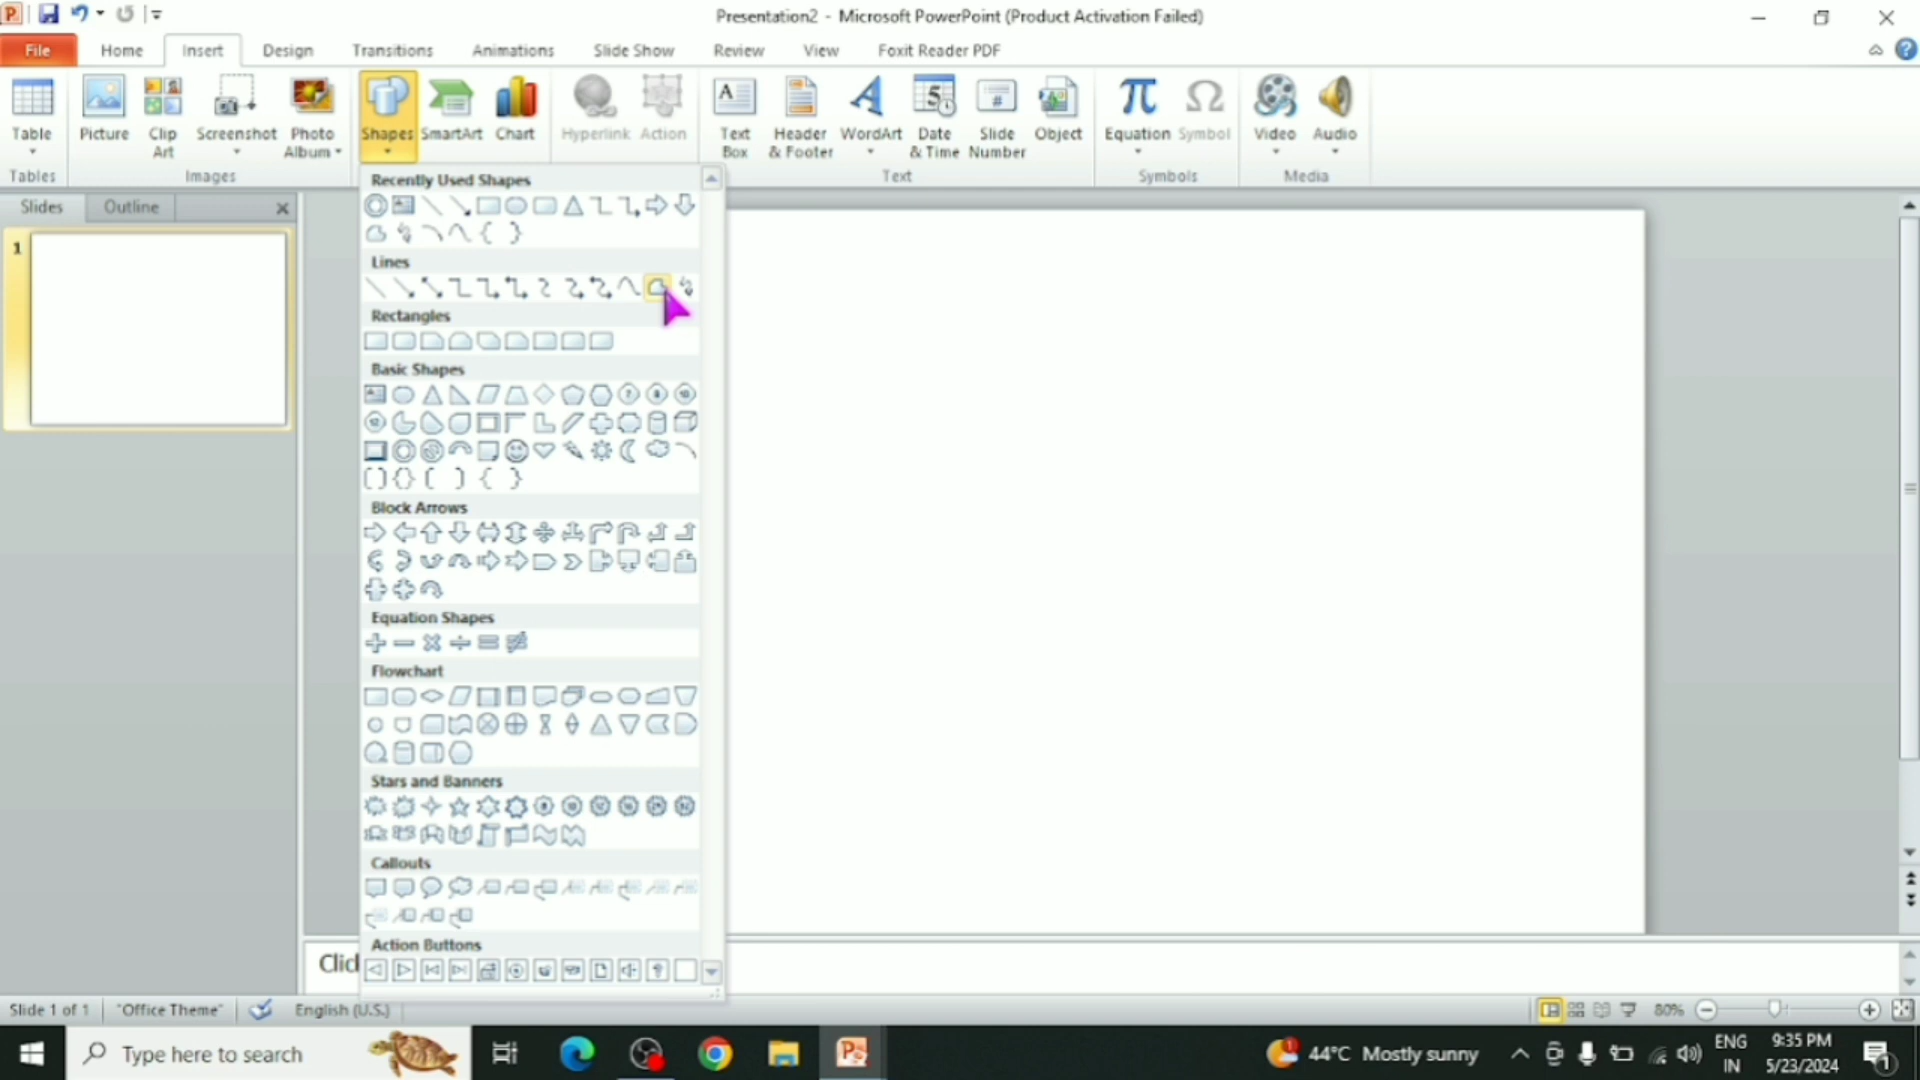 Presentation2 - Microsoft PowerPoint (Product Activation Failed)
File Home Insert Design Transitions Animations Slide Show Review View Foxit Reader PDF
Table Picture Clip Art Screenshot Photo Album Shapes SmartArt Chart Hyperlink Action Text Box Header & Footer WordArt Date & Time Slide Number Object Equation Symbol Video Audio
Tables Images Text Symbols Media
Slides Outline
1
Recently Used Shapes
Lines
Rectangles
Basic Shapes
Block Arrows
Equation Shapes
Flowchart
Stars and Banners
Callouts
Action Buttons
Slide 1 of 1 "Office Theme" English (U.S.) 80%
Type here to search
44°C Mostly sunny
ENG
IN
9:35 PM
5/23/2024
1